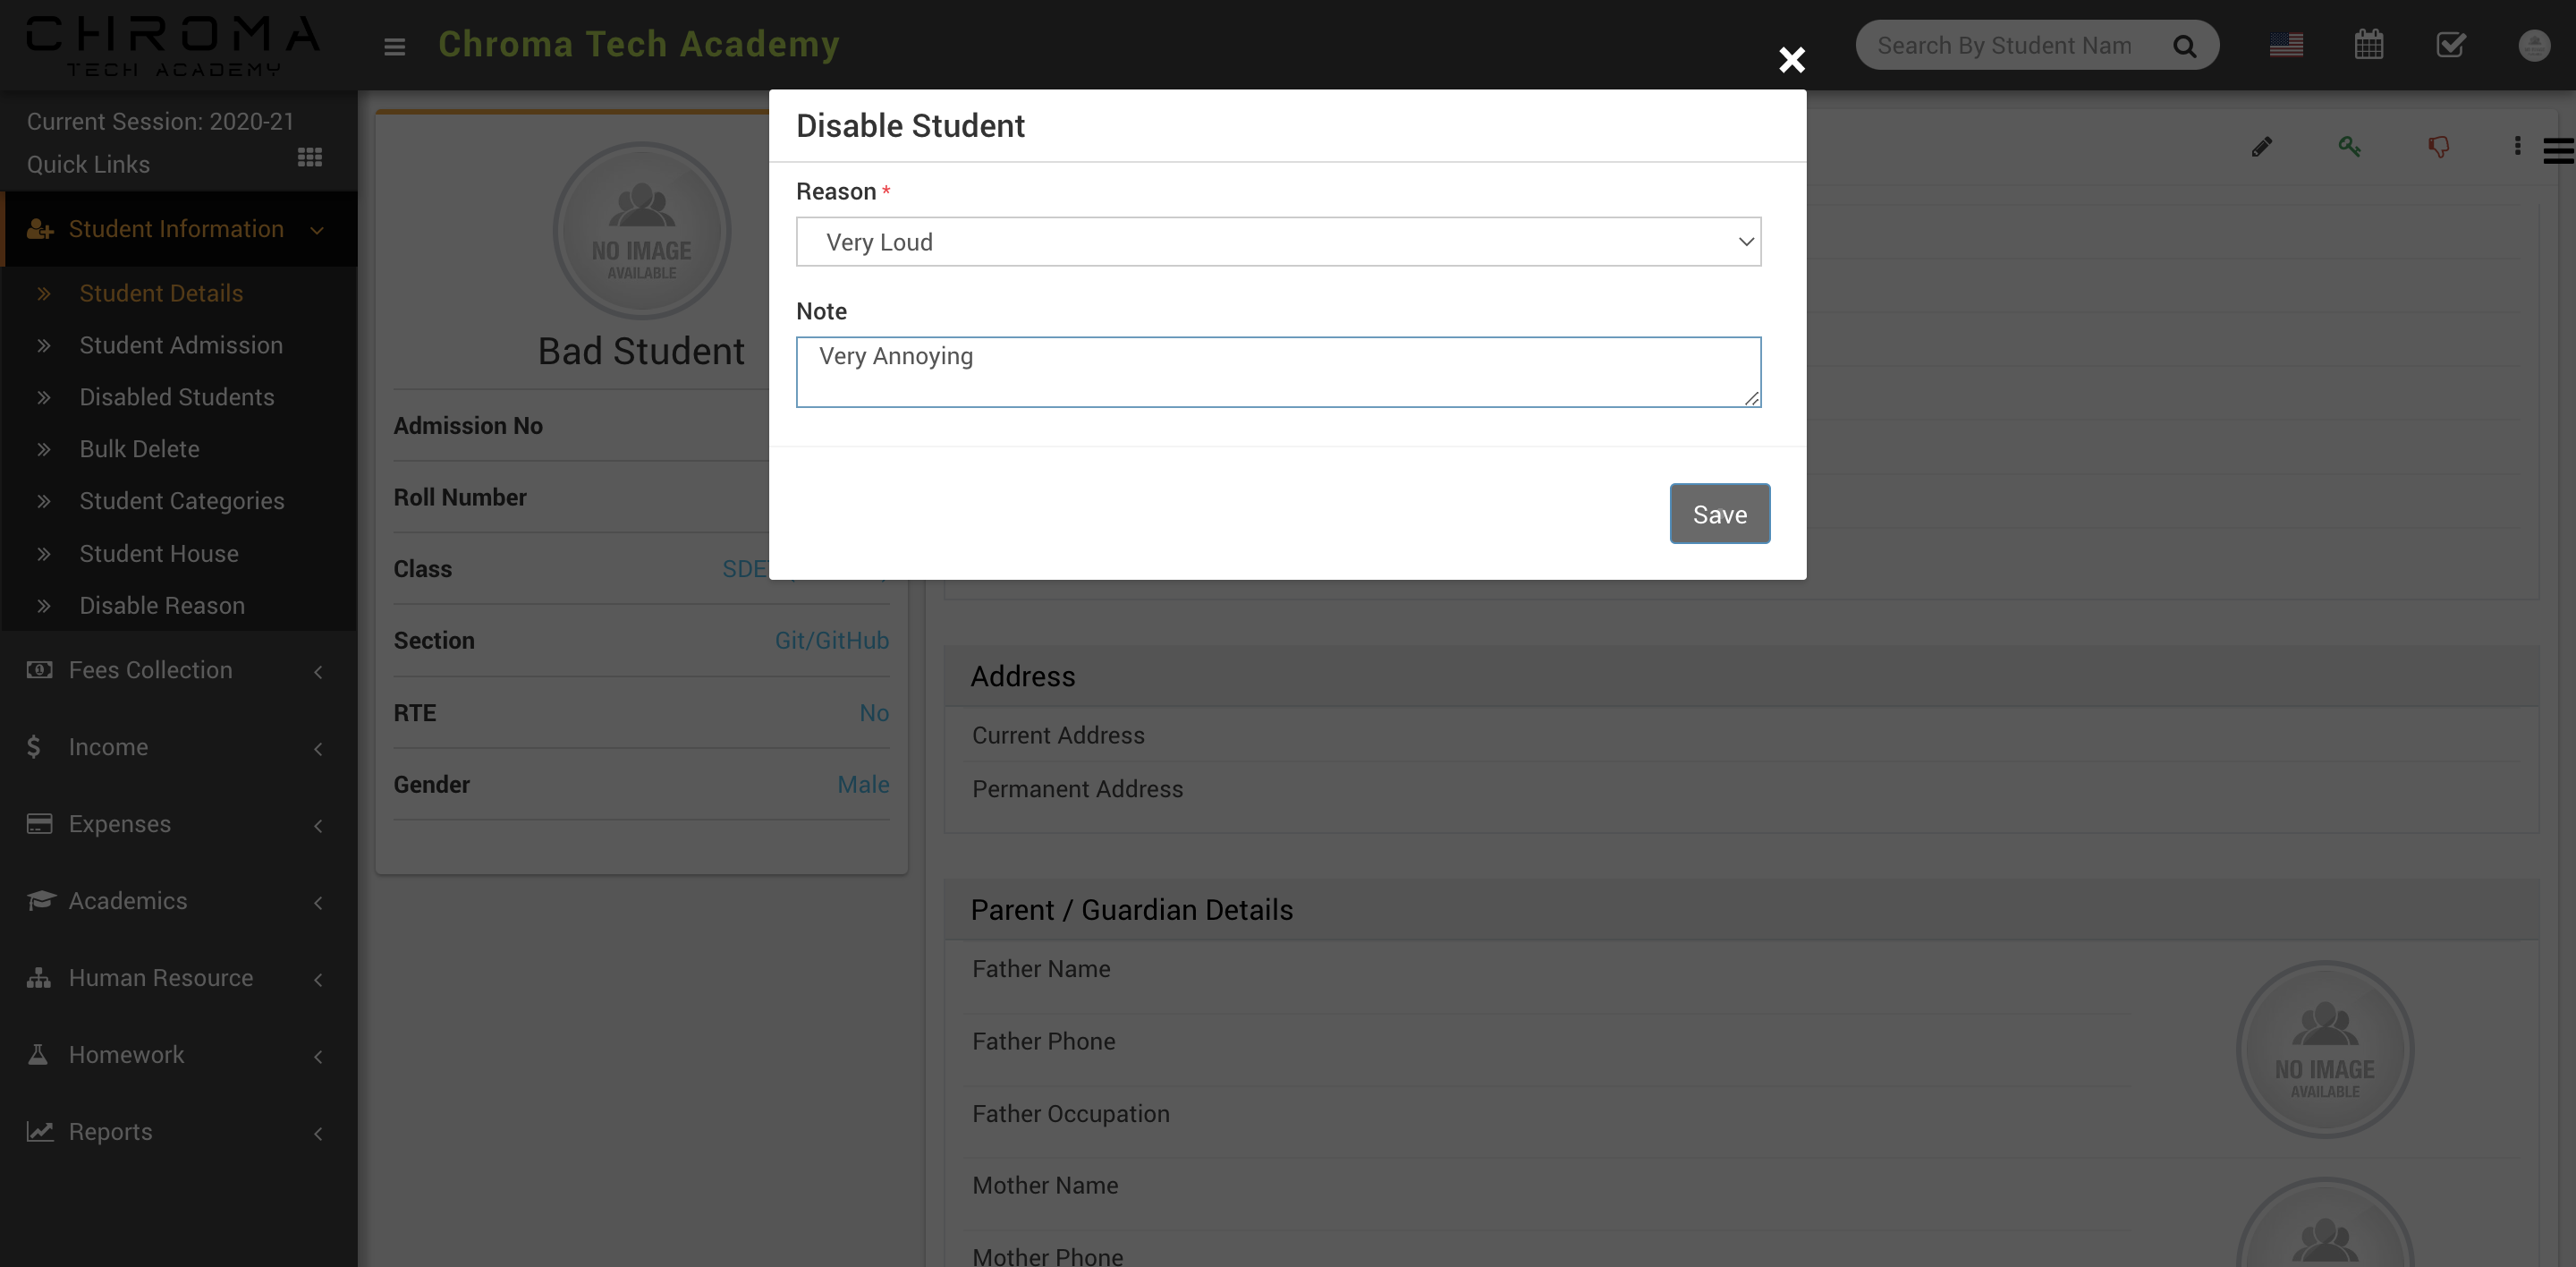 CHROMA
TECH ACADEMY
Chroma Tech Academy
Search By Student Nam
Current Session: 2020-21
Quick Links
Student Information
Student Details
Student Admission
Disabled Students
Bulk Delete
Student Categories
Student House
Disable Reason
Fees Collection
Income
Expenses
Academics
Human Resource
Homework
Reports
NO IMAGE
AVAILABLE
Bad Student
Admission No
Roll Number
Class
Section Git/GitHub
RTE No
Gender Male
Disable Student
Reason *
Very Loud
Note
Very Annoying
Save
Address
Current Address
Permanent Address
Parent / Guardian Details
Father Name
Father Phone
Father Occupation
Mother Name
Mother Phone
NO IMAGE
AVAILABLE